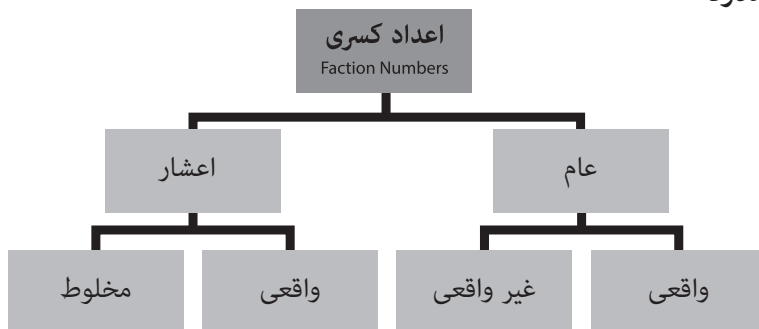 اعداد کسری
Faction Numbers
عام
اعشار
واقعی
غیر واقعی
واقعی
مخلوط